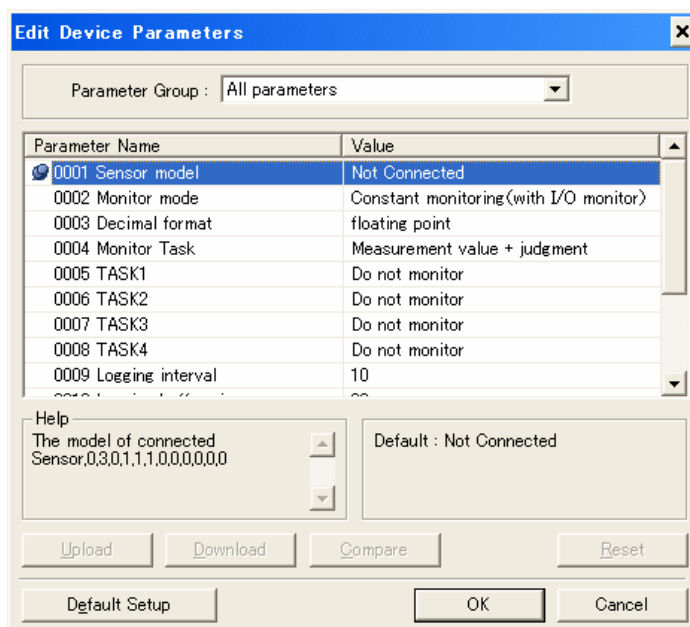 Edit Device Parameters
Parameter Group : All parameters
Parameter Name Value
0001 Sensor model Not Connected
0002 Monitor mode Constant monitoring(with I/O monitor)
0003 Decimal format floating point
0004 Monitor Task Measurement value + judgment
0005 TASK1 Do not monitor
0006 TASK2 Do not monitor
0007 TASK3 Do not monitor
0008 TASK4 Do not monitor
0009 Logging interval 10
Help
The model of connected
Sensor,0,3,0,1,1,1,0,0,0,0,0,0
Default : Not Connected
Upload Download Compare Reset
Default Setup OK Cancel